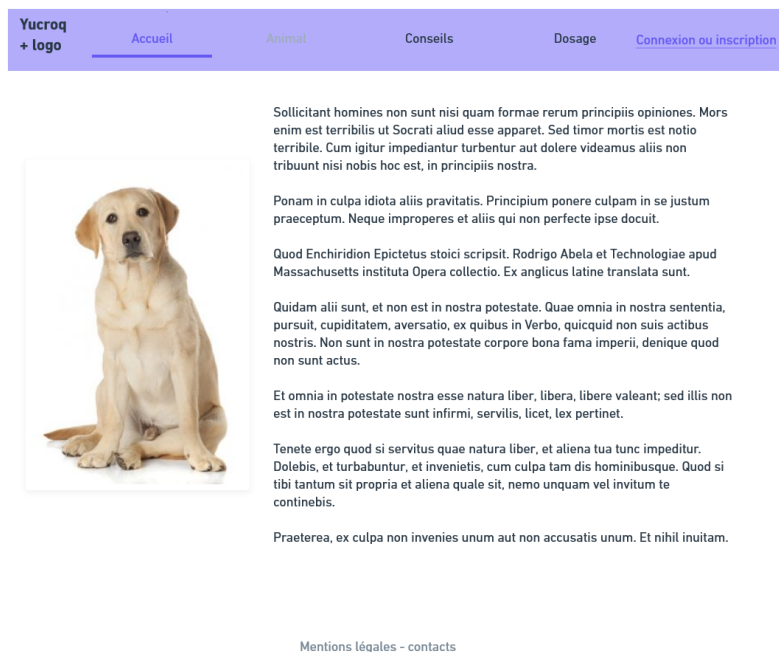 Yucroq
+ logo
Accueil
Animal
Conseils
Dosage
Connexion ou inscription
Sollicitant homines non sunt nisi quam formae rerum principiis opiniones. Mors
enim est terribilis ut Socrati aliud esse apparet. Sed timor mortis est notio
terribile. Cum igitur impediantur turbentur aut dolere videamus aliis non
tribuunt nisi nobis hoc est, in principiis nostra.
Ponam in culpa idiota aliis pravitatis. Principium ponere culpam in se justum
praeceptum. Neque improperes et aliis qui non perfecte ipse docuit.
Quod Enchiridion Epictetus stoici scripsit. Rodrigo Abela et Technologiae apud
Massachusetts instituta Opera collectio. Ex anglicus latine translata sunt.
Quidam alii sunt, et non est in nostra potestate. Quae omnia in nostra sententia,
pursuit, cupiditatem, aversatio, ex quibus in Verbo, quicquid non suis actibus
nostris. Non sunt in nostra potestate corpore bona fama imperii, denique quod
non sunt actus.
Et omnia in potestate nostra esse natura liber, libera, libere valeant; sed illis non
est in nostra potestate sunt infirmi, servilis, licet, lex pertinet.
Tenete ergo quod si servitus quae natura liber, et aliena tua tunc impeditur.
Dolebis, et turbabuntur, et invenietis, cum culpa tam dis hominibusque. Quod si
tibi tantum sit propria et aliena quale sit, nemo unquam vel invitum te
continebis.
Praeterea, ex culpa non invenies unum aut non accusatis unum. Et nihil inuitam.
Mentions légales - contacts